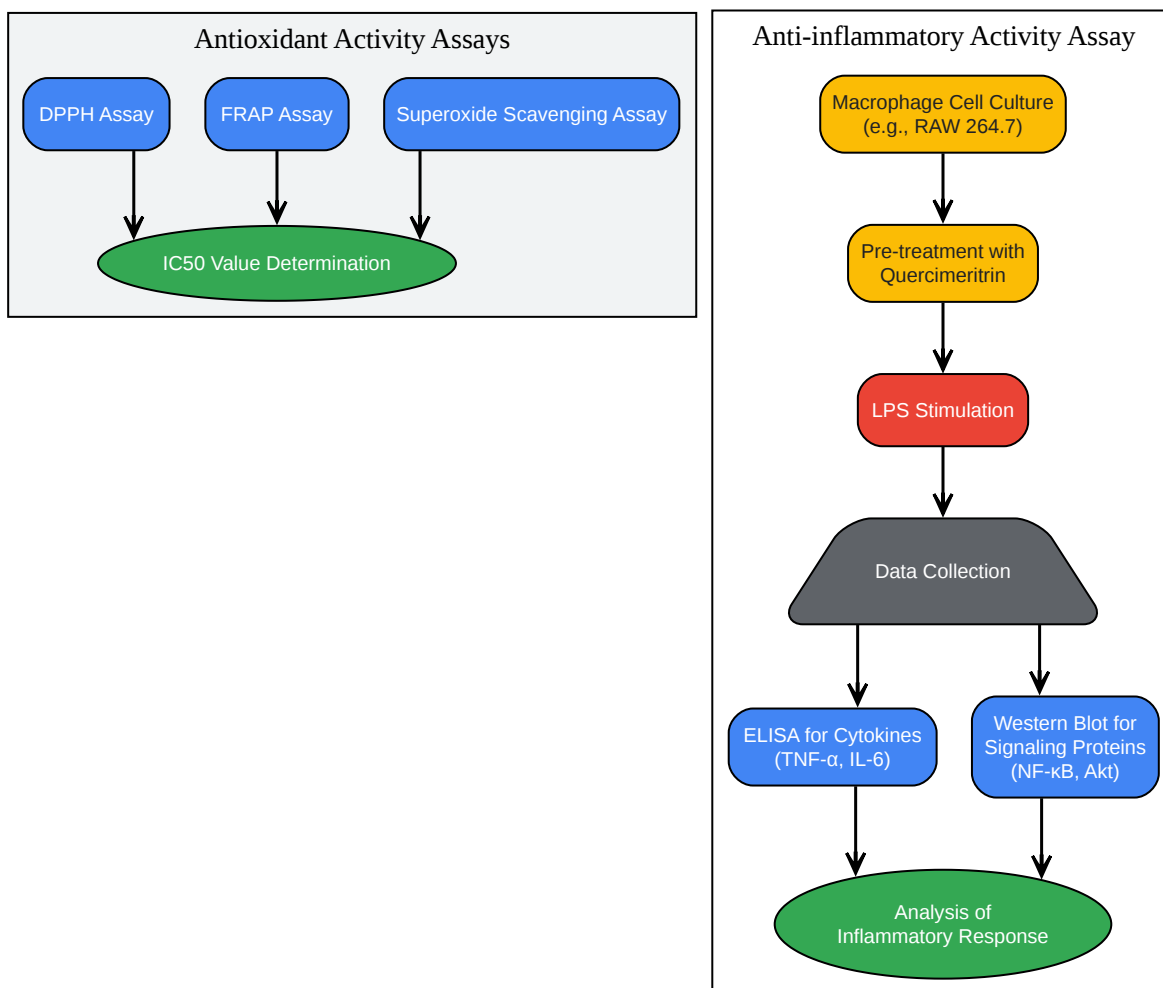 Antioxidant Activity Assays
DPPH Assay
FRAP Assay
Superoxide Scavenging Assay
IC50 Value Determination
Anti-inflammatory Activity Assay
Macrophage Cell Culture
(e.g., RAW 264.7)
Pre-treatment with
Quercimeritrin
LPS Stimulation
Data Collection
ELISA for Cytokines
(TNF-α, IL-6)
Western Blot for
Signaling Proteins
(NF-κB, Akt)
Analysis of
Inflammatory Response